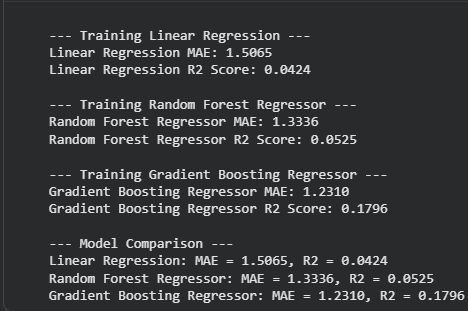 --- Training Linear Regression ---
Linear Regression MAE: 1.5065
Linear Regression R2 Score: 0.0424
--- Training Random Forest Regressor ---
Random Forest Regressor MAE: 1.3336
Random Forest Regressor R2 Score: 0.0525
--- Training Gradient Boosting Regressor ---
Gradient Boosting Regressor MAE: 1.2310
Gradient Boosting Regressor R2 Score: 0.1796
--- Model Comparison ---
Linear Regression: MAE = 1.5065, R2 = 0.0424
Random Forest Regressor: MAE = 1.3336, R2 = 0.0525
Gradient Boosting Regressor: MAE = 1.2310, R2 = 0.1796